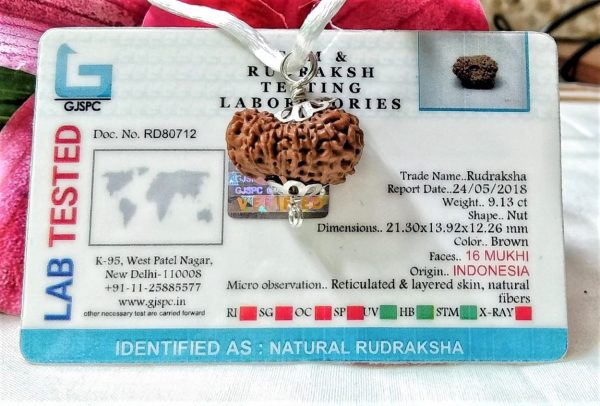 GJSPC
GEM &
RUDRAKSH
TESTING
LABORATORIES
Doc. No. RD80712
LAB TESTED
GJSPC
VERIFIED
Trade Name..Rudraksha
Report Date..24/05/2018
Weight.. 9.13 ct
Shape.. Nut
Dimensions.. 21.30x13.92x12.26 mm
Color.. Brown
Faces.. 16 MUKHI
Origin.. INDONESIA
Micro observation.. Reticulated & layered skin, natural
fibers
K-95, West Patel Nagar,
New Delhi-110008
+91-11-25885577
www.gjspc.in
other necessary test are carried forward
RI SG OC SP UV HB STM X-RAY
IDENTIFIED AS : NATURAL RUDRAKSHA